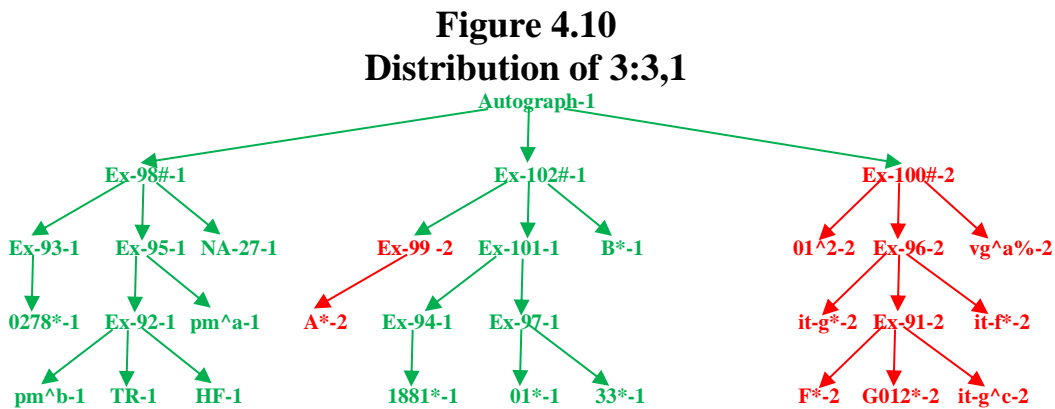 Figure 4.10
Distribution of 3:3,1
Autograph-1
Ex-98#-1 Ex-102#-1 Ex-100#-2
Ex-93-1 Ex-95-1 NA-27-1 Ex-99 -2 Ex-101-1 B*-1 01^2-2 Ex-96-2 vg^a%-2
0278*-1 Ex-92-1 pm^a-1 A*-2 Ex-94-1 Ex-97-1 it-g*-2 Ex-91-2 it-f*-2
pm^b-1 TR-1 HF-1 1881*-1 01*-1 33*-1 F*-2 G012*-2 it-g^c-2